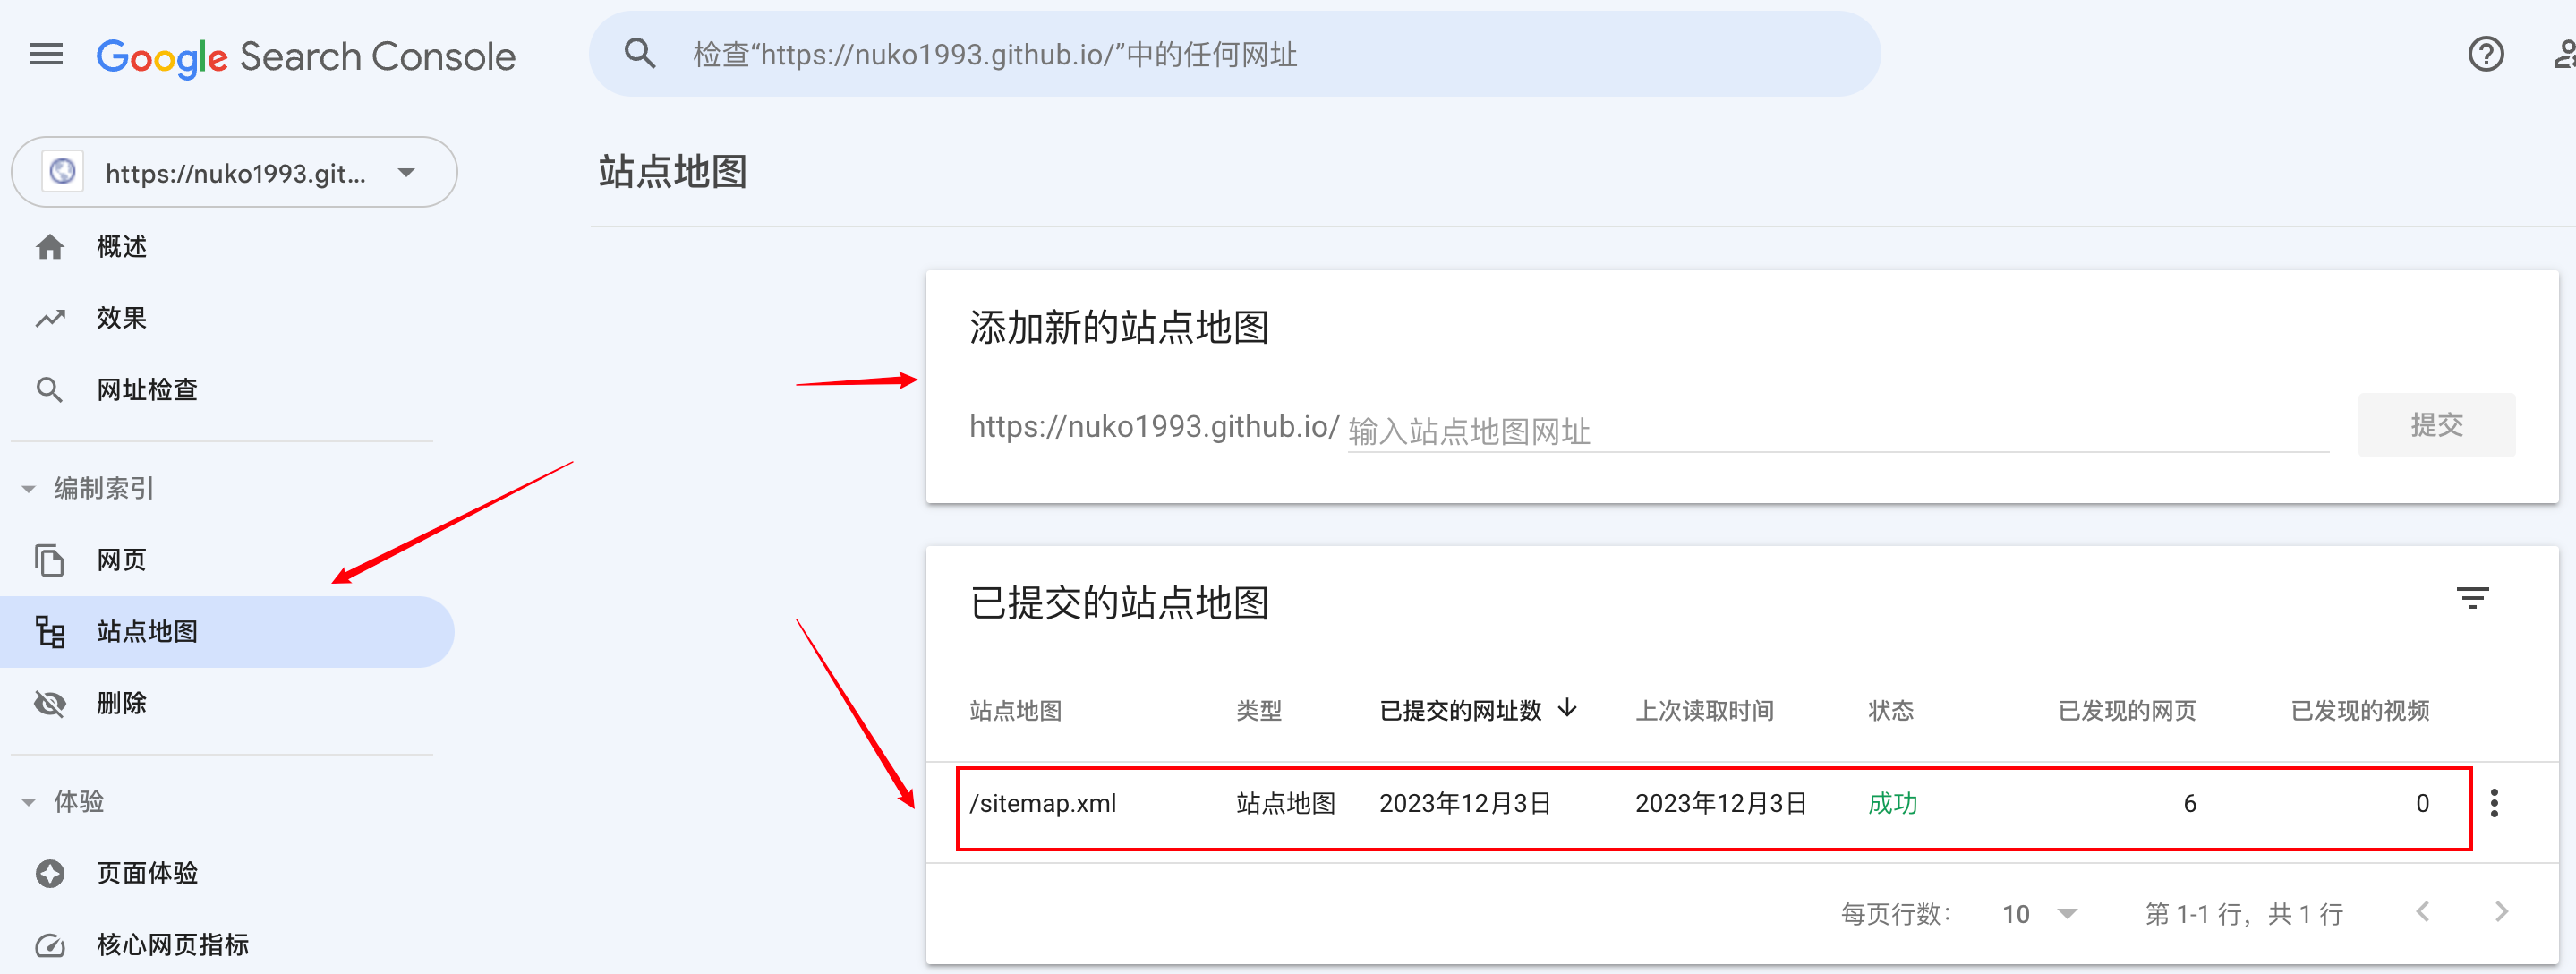 Google Search Console
检查“https://nuko1993.github.io/”中的任何网址
https://nuko1993.git...
概述
效果
网址检查
编制索引
网页
站点地图
删除
体验
页面体验
核心网页指标
站点地图
添加新的站点地图
https://nuko1993.github.io/ 输入站点地图网址
提交
已提交的站点地图
站点地图 类型 已提交的网址数 上次读取时间 状态 已发现的网页 已发现的视频
/sitemap.xml 站点地图 2023年12月3日 2023年12月3日 成功 6 0
每页行数： 10 第 1-1 行，共 1 行